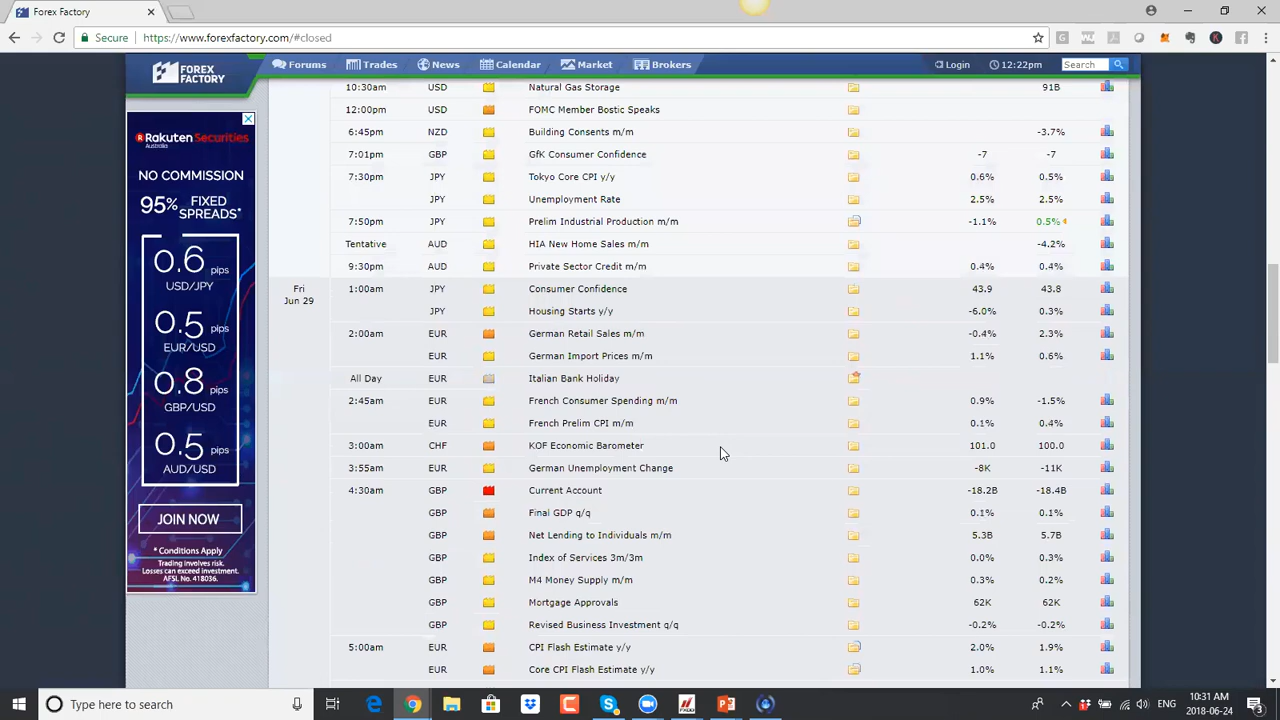 Forex Factory
Secure https://www.forexfactory.com/#closed
FOREX FACTORY Forums Trades News Calendar Market Brokers Login 12:22pm Search
10:30am USD Natural Gas Storage 91B
12:00pm USD FOMC Member Bostic Speaks
6:45pm NZD Building Consents m/m -3.7%
7:01pm GBP GfK Consumer Confidence -7 -7
7:30pm JPY Tokyo Core CPI y/y 0.6% 0.5%
JPY Unemployment Rate 2.5% 2.5%
7:50pm JPY Prelim Industrial Production m/m -1.1% 0.5%
Tentative AUD HIA New Home Sales m/m -4.2%
9:30pm AUD Private Sector Credit m/m 0.4% 0.4%
Fri Jun 29 1:00am JPY Consumer Confidence 43.9 43.8
JPY Housing Starts y/y -6.0% 0.3%
2:00am EUR German Retail Sales m/m -0.4% 2.3%
EUR German Import Prices m/m 1.1% 0.6%
All Day EUR Italian Bank Holiday
2:45am EUR French Consumer Spending m/m 0.9% -1.5%
EUR French Prelim CPI m/m 0.1% 0.4%
3:00am CHF KOF Economic Barometer 101.0 100.0
3:55am EUR German Unemployment Change -8K -11K
4:30am GBP Current Account -18.2B -18.4B
GBP Final GDP q/q 0.1% 0.1%
GBP Net Lending to Individuals m/m 5.3B 5.7B
GBP Index of Services 3m/3m 0.0% 0.3%
GBP M4 Money Supply m/m 0.3% 0.2%
GBP Mortgage Approvals 62K 62K
GBP Revised Business Investment q/q -0.2% -0.2%
5:00am EUR CPI Flash Estimate y/y 2.0% 1.9%
EUR Core CPI Flash Estimate y/y 1.0% 1.1%
Rakuten Securities
Australia
NO COMMISSION
95% FIXED SPREADS*
0.6 pips
USD/JPY
0.5 pips
EUR/USD
0.8 pips
GBP/USD
0.5 pips
AUD/USD
JOIN NOW
* Conditions Apply
Trading involves risk.
Losses can exceed investment.
AFSL No. 418036.
Type here to search
ENG
10:31 AM
2018-06-24
3